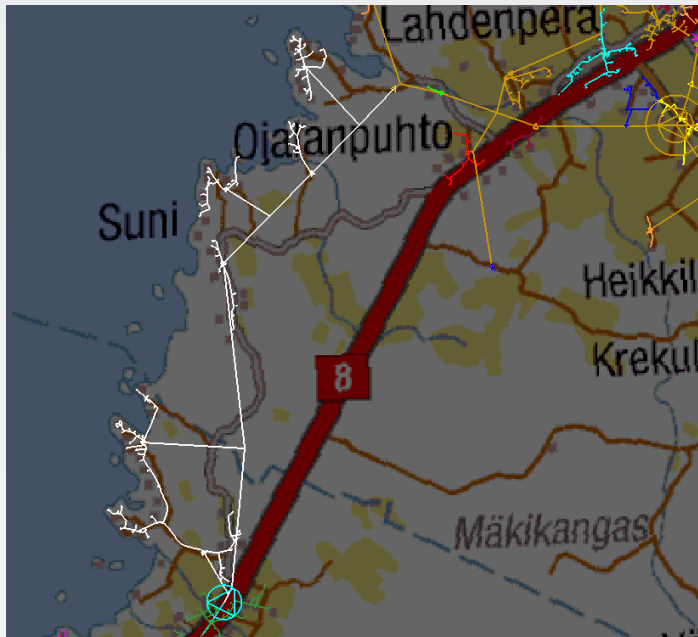 Lahdenperä
Ojalanpuhto
Suni
Heikkil
Krekul
8
Mäkikangas